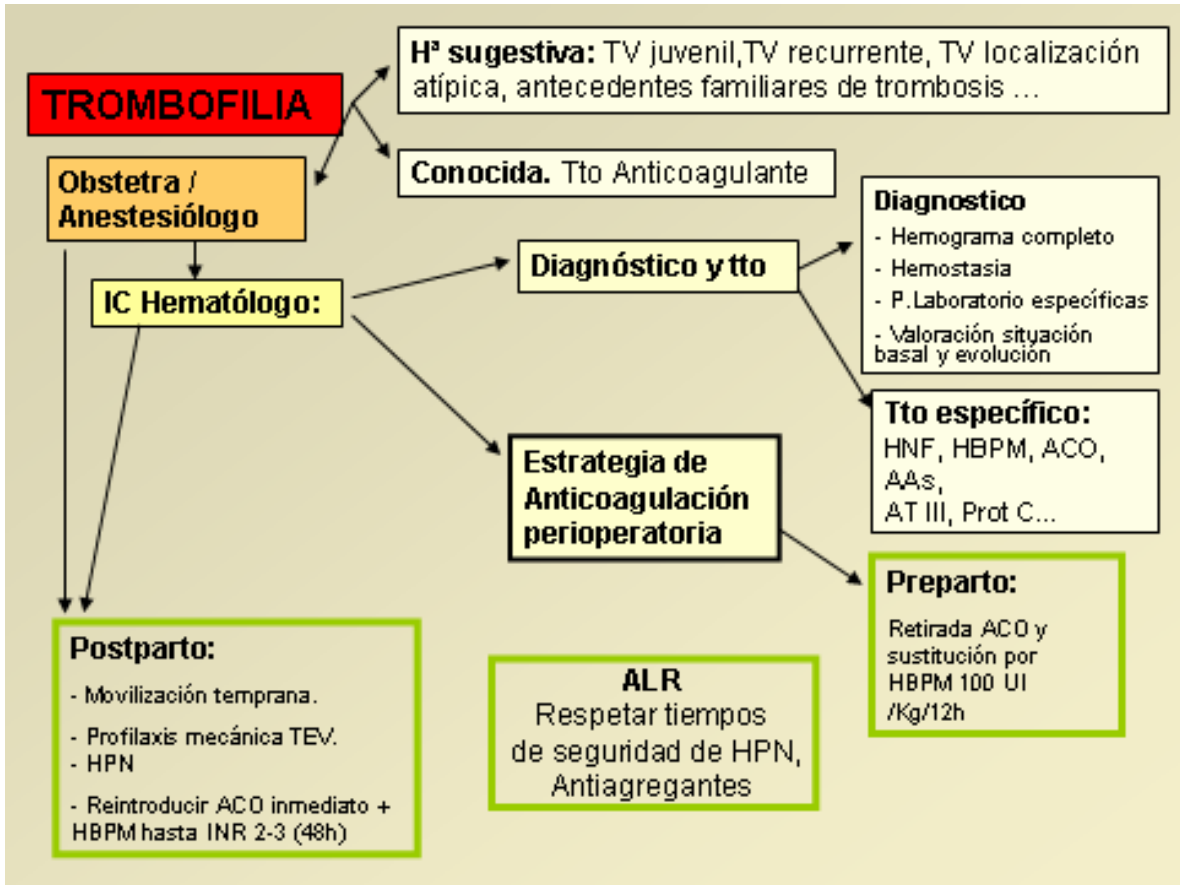 TROMBOFILIA
Hª sugestiva: TV juvenil,TV recurrente, TV localización
atípica, antecedentes familiares de trombosis ...
Conocida. Tto Anticoagulante
Obstetra /
Anestesiólogo
IC Hematólogo:
Diagnóstico y tto
Diagnostico
- Hemograma completo
- Hemostasia
- P.Laboratorio específicas
- Valoración situación
basal y evolución
Tto específico:
HNF, HBPM, ACO,
AAs,
AT III, Prot C...
Estrategia de
Anticoagulación
perioperatoria
Preparto:
Retirada ACO y
sustitución por
HBPM 100 UI
/Kg/12h
Postparto:
- Movilización temprana.
- Profilaxis mecánica TEV.
- HPN
- Reintroducir ACO inmediato +
HBPM hasta INR 2-3 (48h)
ALR
Respetar tiempos
de seguridad de HPN,
Antiagregantes